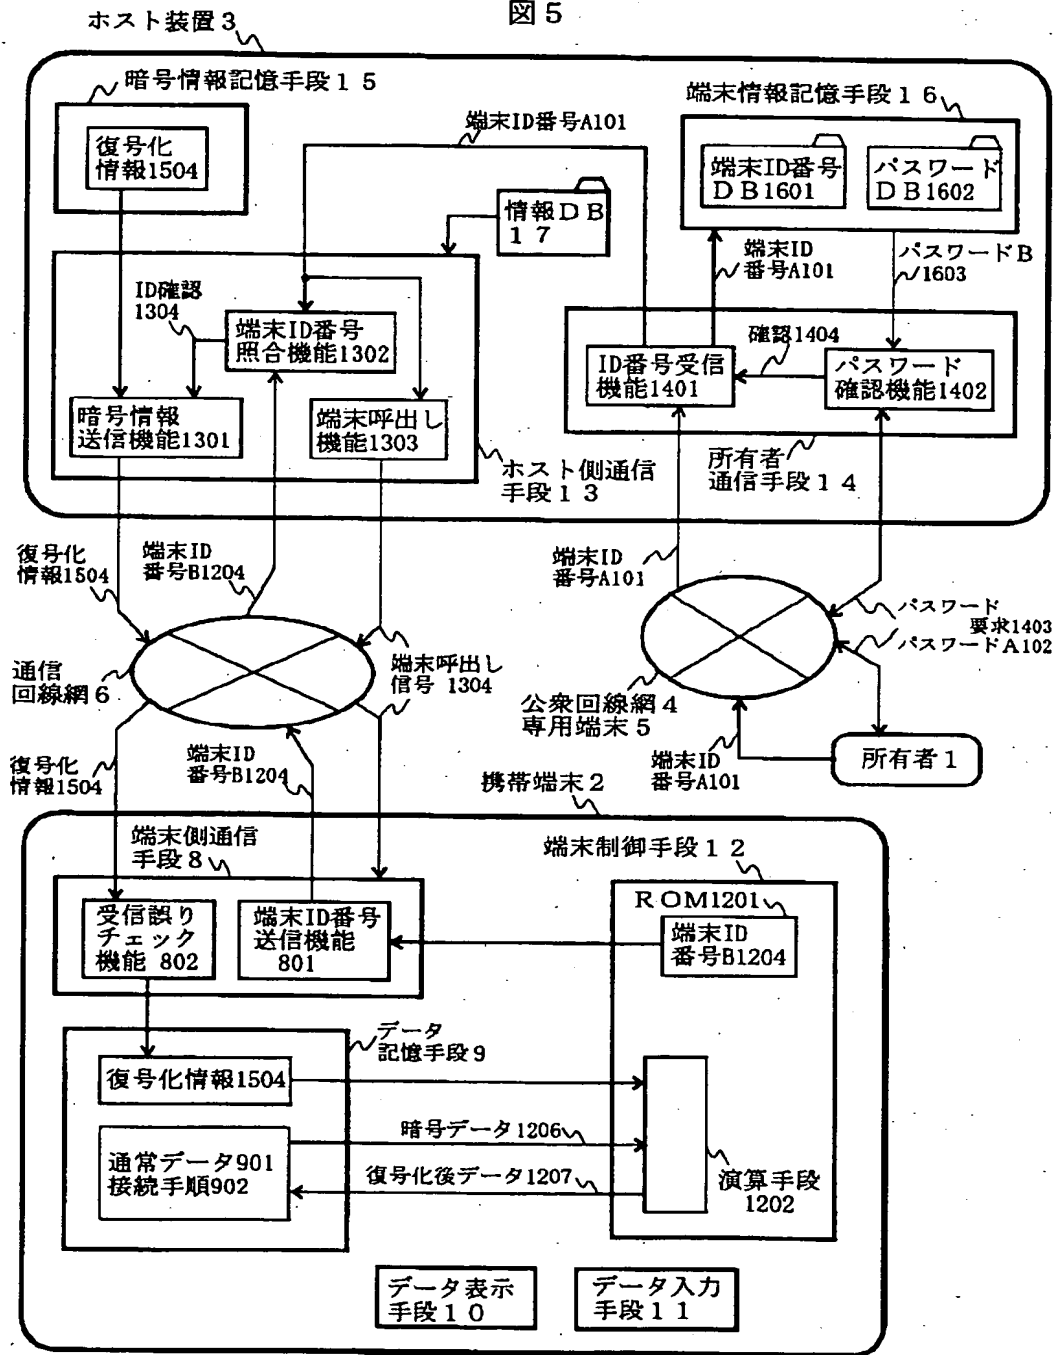 図５
ホスト装置３
暗号情報記憶手段１５
復号化
情報1504
端末ID番号A101
端末情報記憶手段１６
端末ID番号
ＤＢ1601
パスワード
ＤＢ1602
情報ＤＢ
１７
端末ID
番号A101
パスワードＢ
1603
ID確認
1304
端末ID番号
照合機能1302
確認1404
ID番号受信
機能1401
パスワード
確認機能1402
暗号情報
送信機能1301
端末呼出し
機能1303
ホスト側通信
手段１３
所有者
通信手段１４
復号化
情報1504
端末ID
番号B1204
端末ID
番号A101
パスワード
要求1403
パスワードＡ102
通信
回線網６
端末呼出し
信号 1304
公衆回線網４
専用端末５
復号化
情報1504
端末ID
番号B1204
端末ID
番号A101
所有者１
携帯端末２
端末側通信
手段８
端末制御手段１２
受信誤り
チェック
機能 802
端末ID番号
送信機能
801
ＲＯＭ1201
端末ID
番号B1204
データ
記憶手段９
復号化情報1504
暗号データ1206
通常データ901
接続手順902
復号化後データ1207
演算手段
1202
データ表示
手段１０
データ入力
手段１１